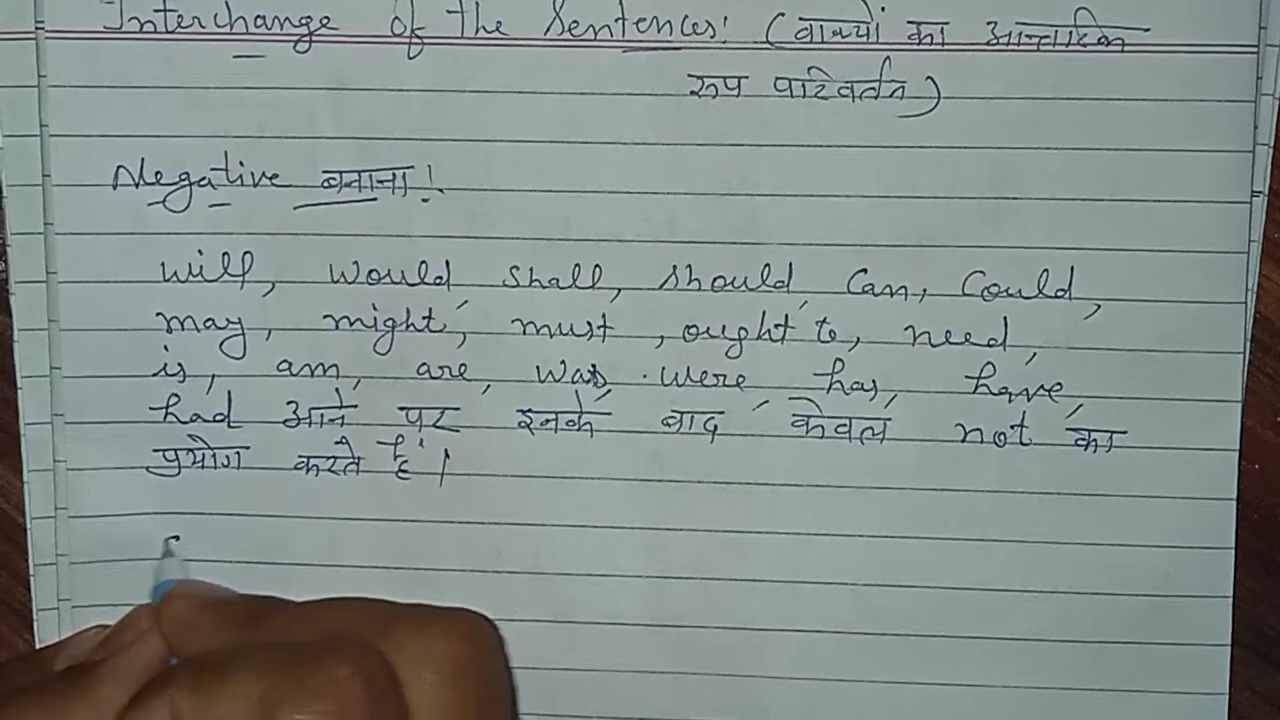 Interchange of the Sentences: (वाक्यों का आन्तरिक
रूप परिवर्तन)
Negative बनाना!
will, would, shall, should, can, could,
may, might, must, ought to, need,
is, am, are, was, were, has, have,
had आने पर इनके बाद केवल not का
प्रयोग करते हैं।